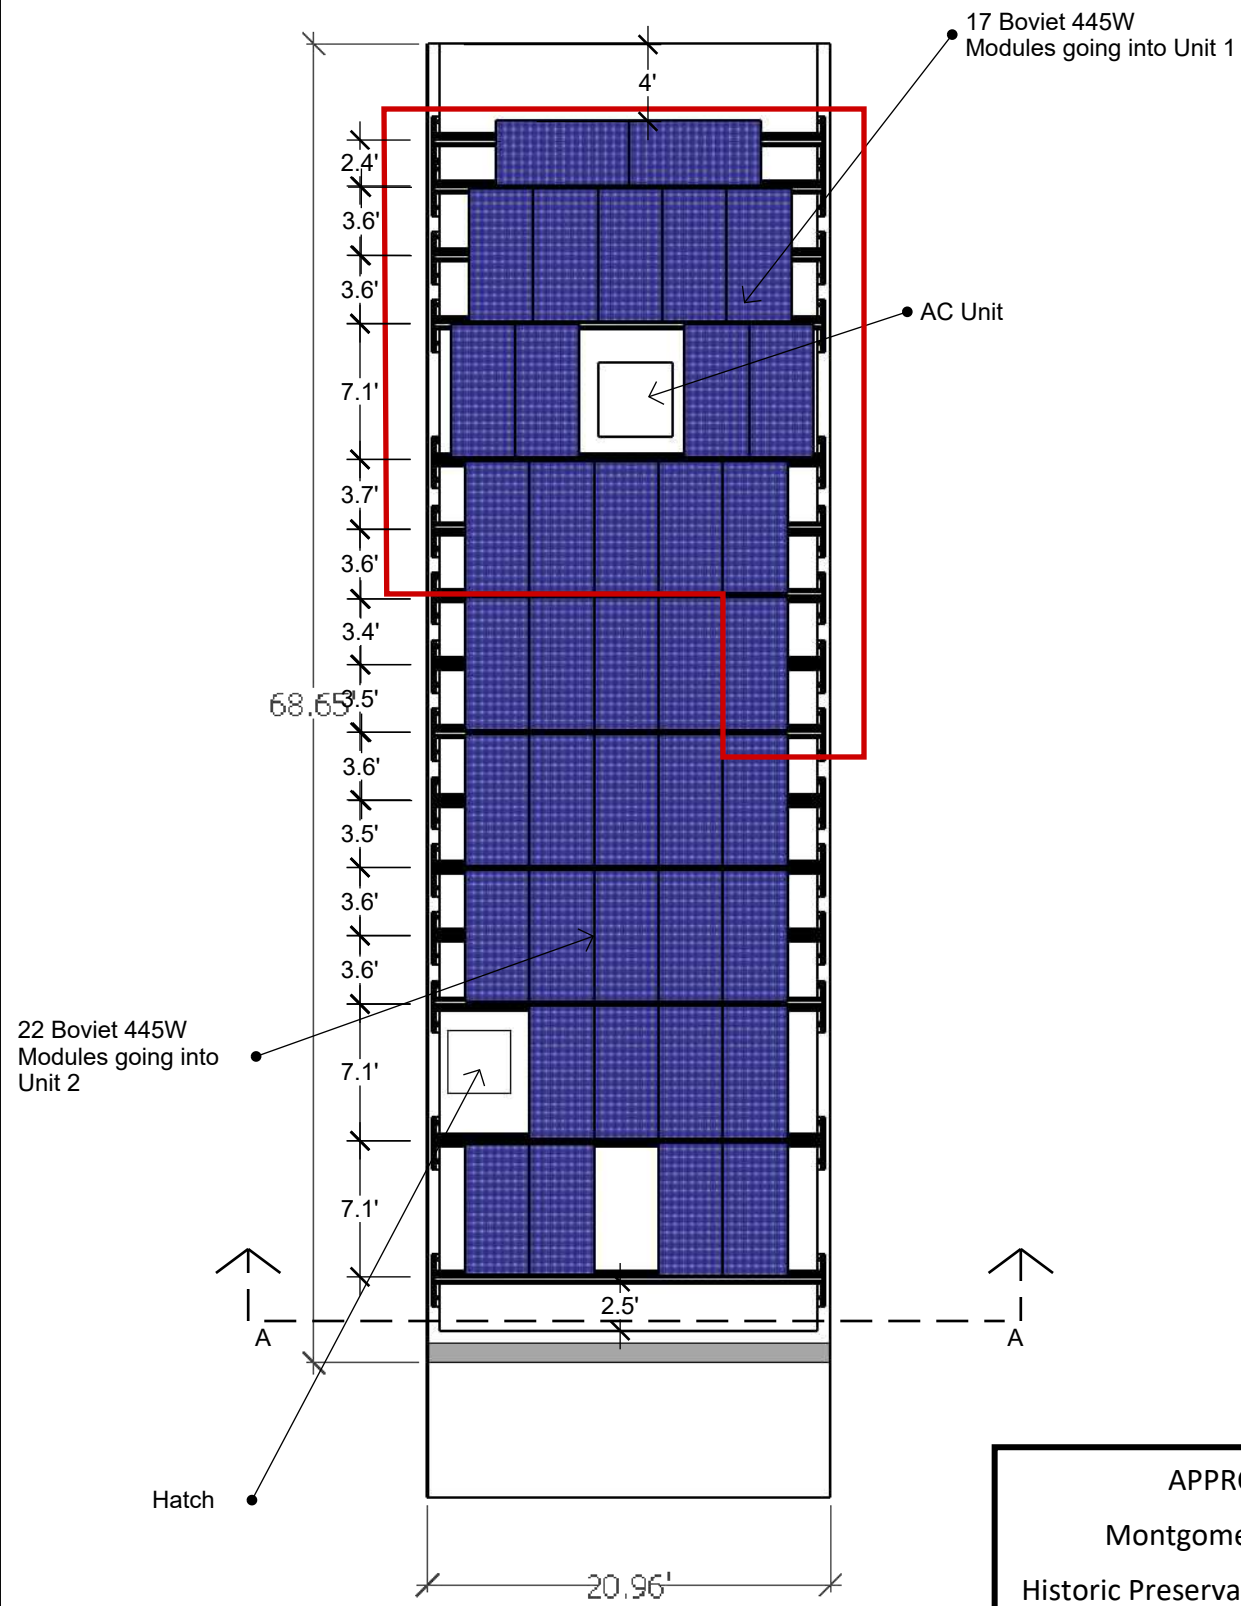 17 Boviet 445W
Modules going into Unit 1
4'
2.4'
3.6'
3.6'
AC Unit
7.1'
3.7'
3.6'
3.4'
68.65'
3.5'
3.6'
3.5'
3.6'
3.6'
22 Boviet 445W
Modules going into
Unit 2
7.1'
7.1'
2.5'
A
A
Hatch
20.96'
APPR
Montgome
Historic Preserva